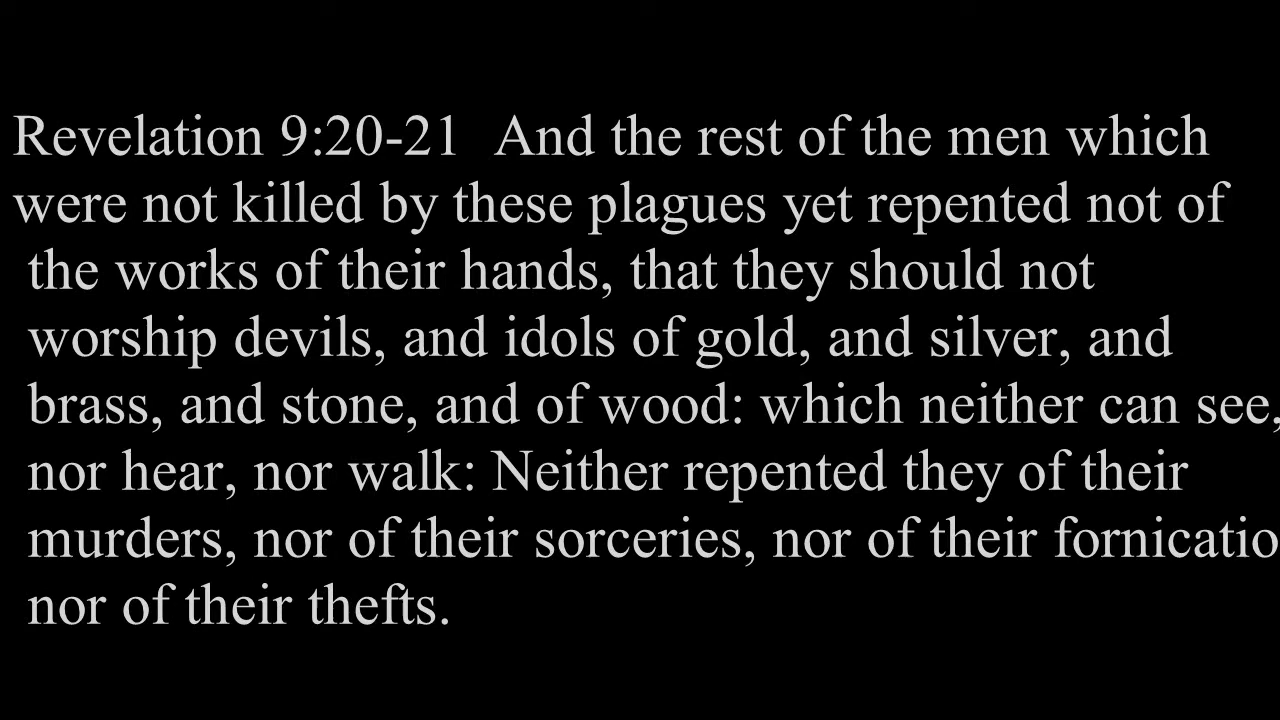 Revelation 9:20-21 And the rest of the men which
were not killed by these plagues yet repented not of
the works of their hands, that they should not
worship devils, and idols of gold, and silver, and
brass, and stone, and of wood: which neither can see,
nor hear, nor walk: Neither repented they of their
murders, nor of their sorceries, nor of their fornicatio
nor of their thefts.